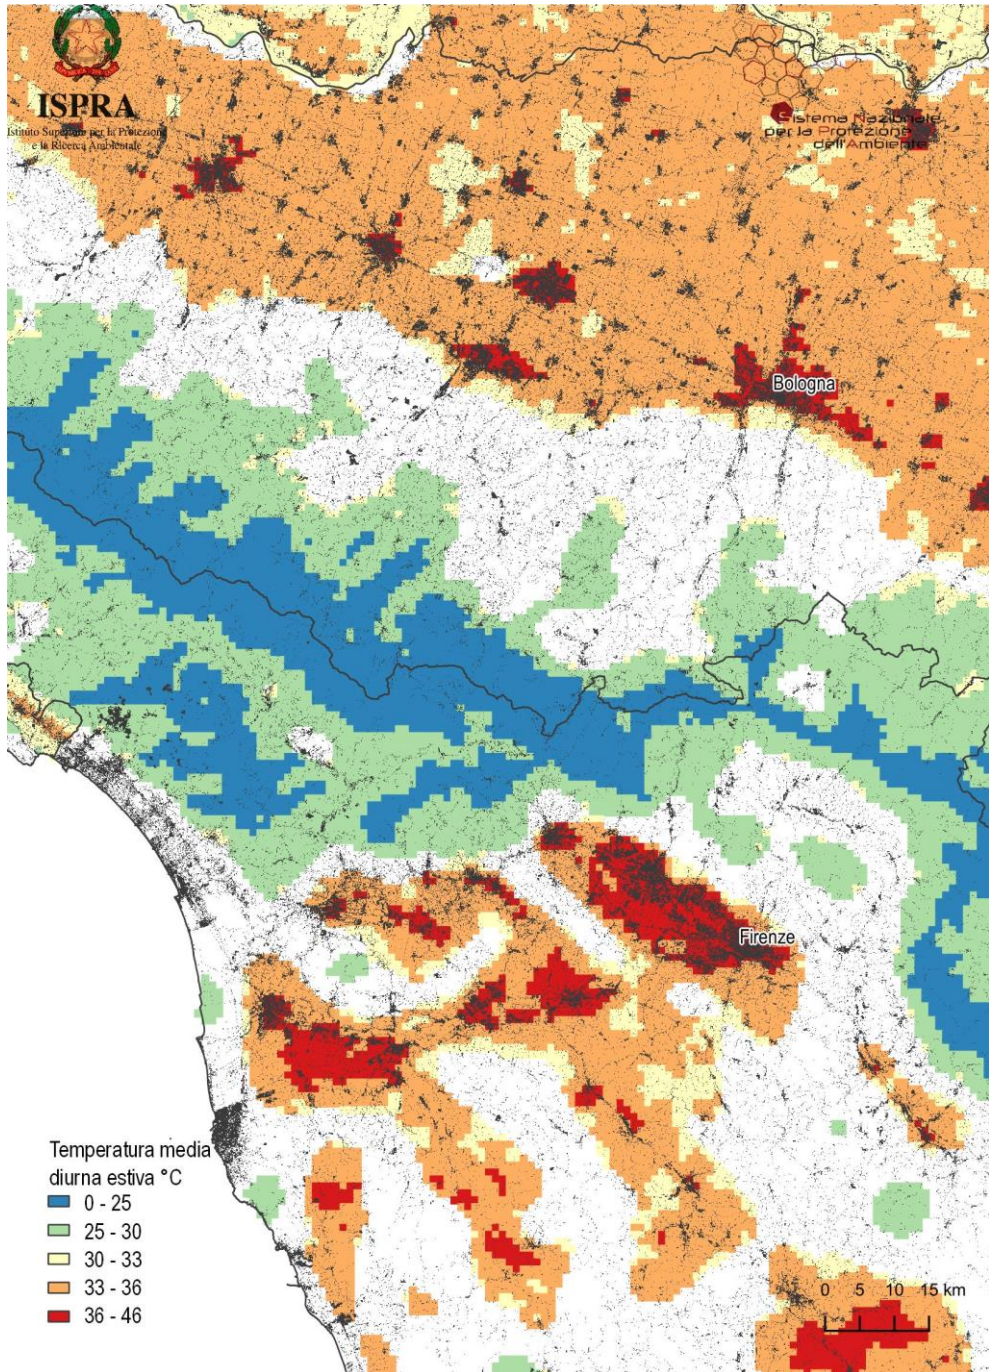 ISPRA
Istituto Superiore per la Protezione
e la Ricerca Ambientale
Sistema Nazionale
per la Protezione
dell'Ambiente
Bologna
Firenze
Temperatura media
diurna estiva °C
0 - 25
25 - 30
30 - 33
33 - 36
36 - 46
0 5 10 15 km